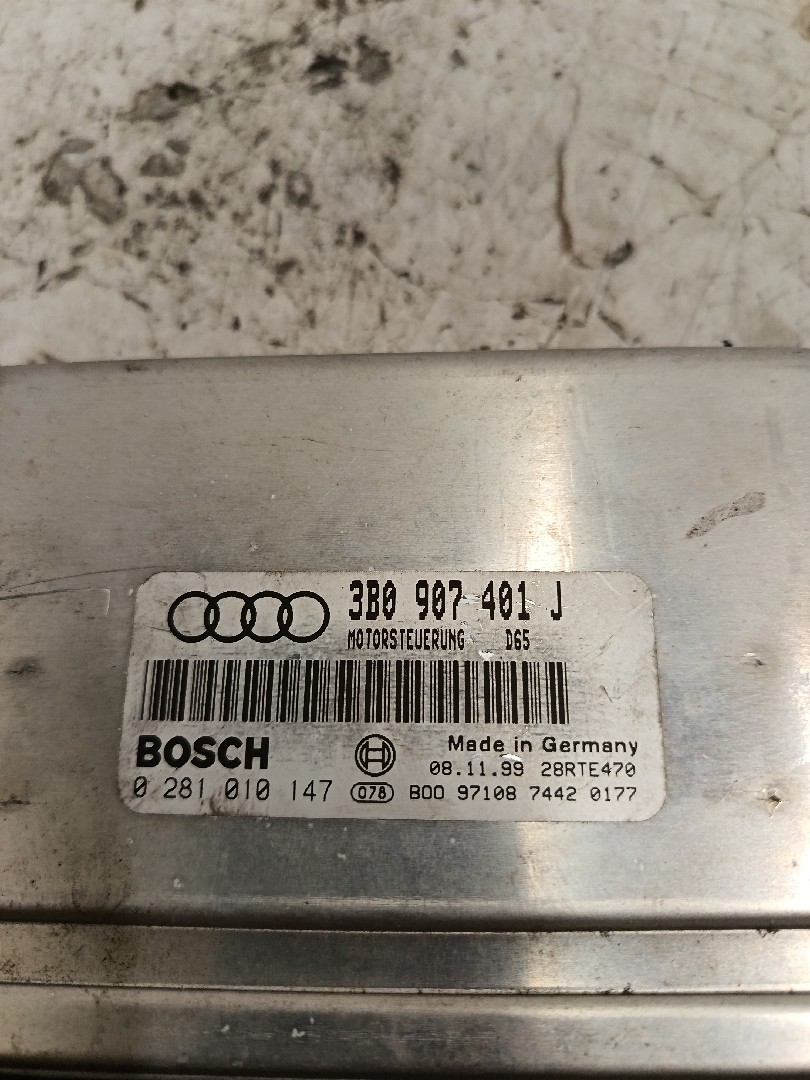 3B0 907 401 J
MOTORSTEUERUNG D65
BOSCH
Made in Germany
08.11.99 28RTE470
0 281 010 147 078 B00 97108 7442 0177